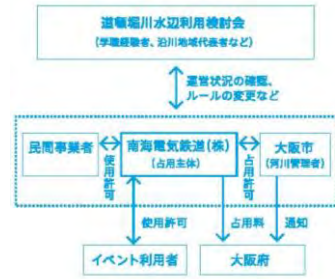 道頓堀川水辺利用検討会
(学識経験者、沿川地域代表者など)
運営状況の確認、
ルールの変更など
民間事業者
使用許可
南海電気鉄道(株)
(占用主体)
占用許可
大阪市
(河川管理者)
使用許可
占用料
通知
イベント利用者
大阪府